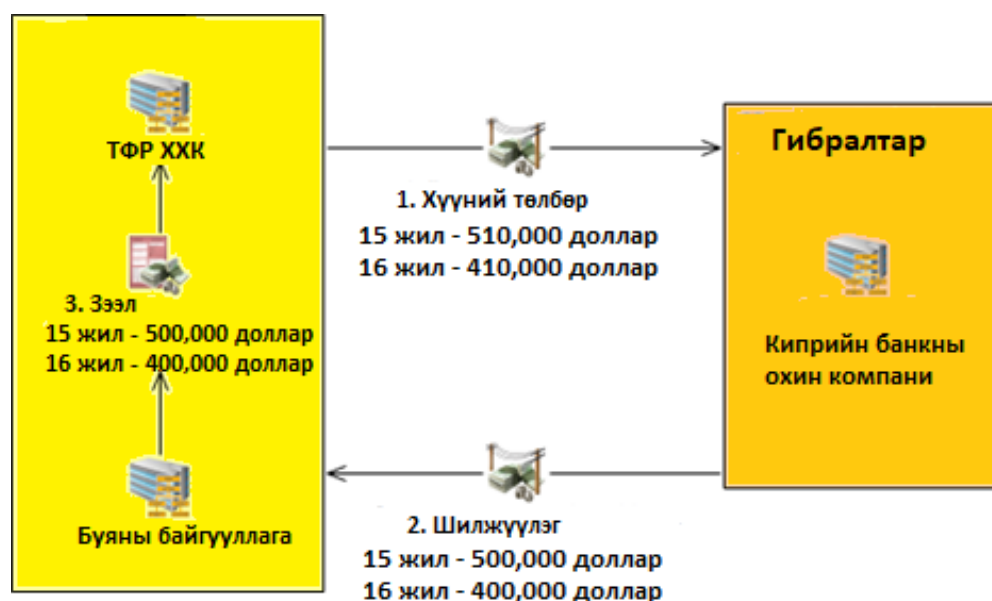 ТФР ХХК
3. Зээл
15 жил - 500,000 доллар
16 жил - 400,000 доллар
Буяны байгууллага
1. Хүүний төлбөр
15 жил - 510,000 доллар
16 жил - 410,000 доллар
2. Шилжүүлэг
15 жил - 500,000 доллар
16 жил - 400,000 доллар
Гибралтар
Киприйн банкны
охин компани